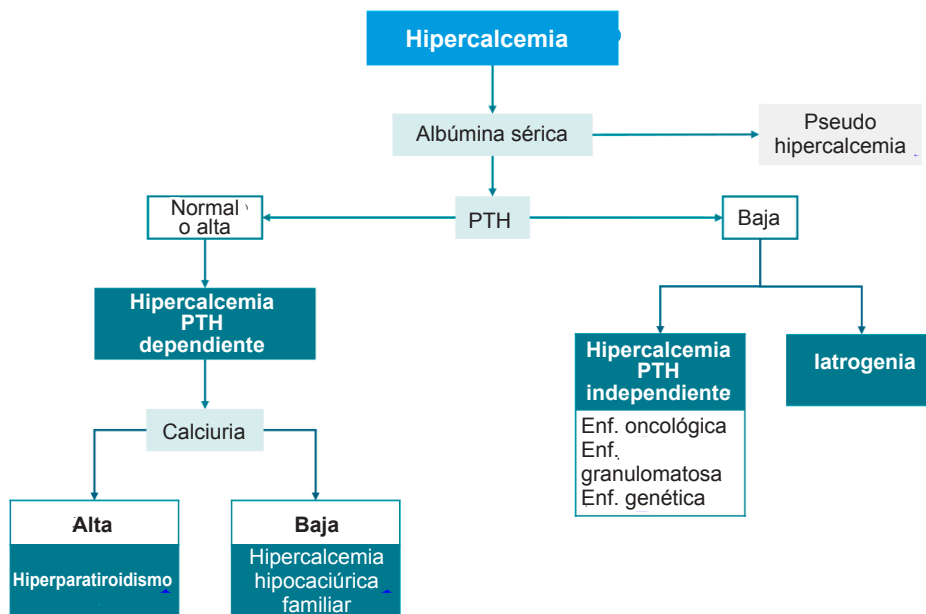 Hipercalcemia
Albúmina sérica
Pseudo
hipercalcemia
Normal
o alta
PTH
Baja
Hipercalcemia
PTH
dependiente
Hipercalcemia
PTH
independiente
Enf. oncológica
Enf.
granulomatosa
Enf. genética
Iatrogenia
Calciuria
Alta
Hiperparatiroidismo
Baja
Hipercalcemia
hipocaciúrica
familiar